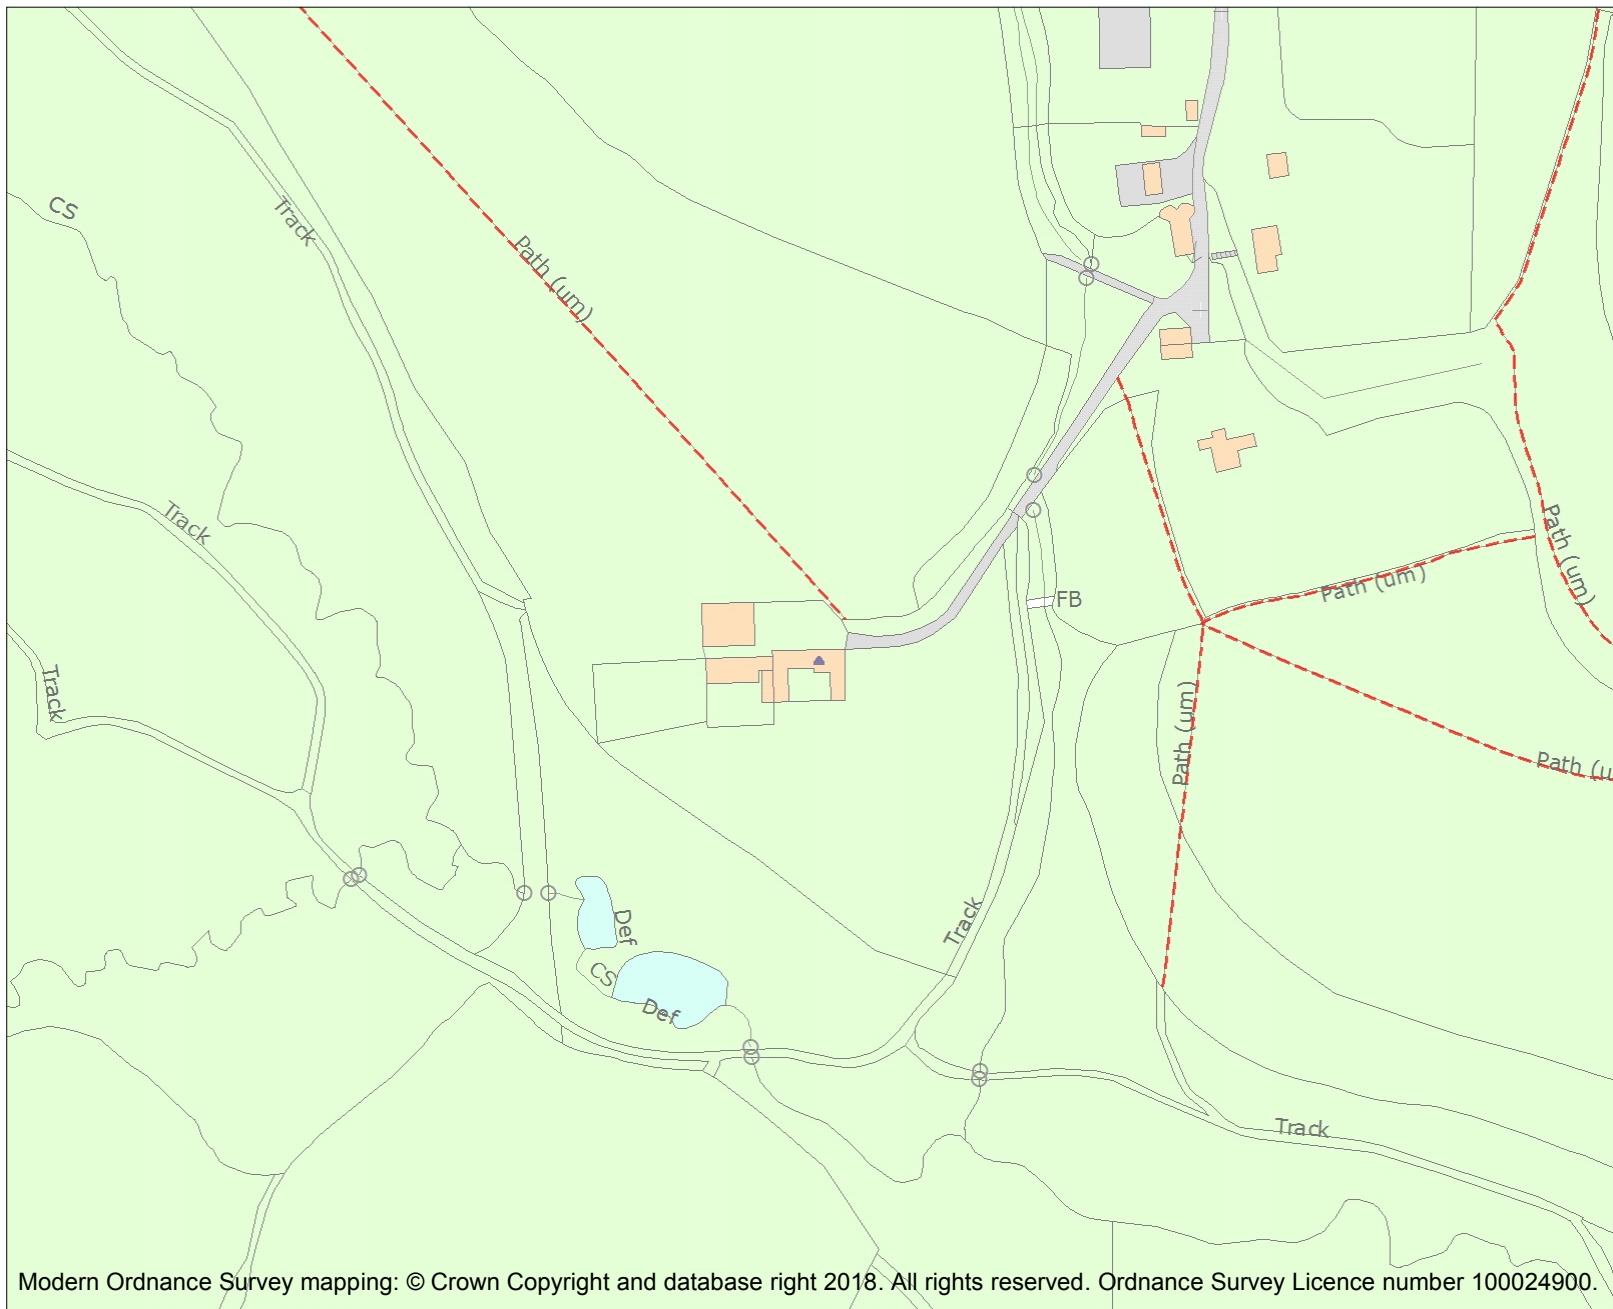 CS
Track
Path (um)
Track
Path (um)
Path (um)
FB
Track
Path (um)
Path (u
Track
Def
CS
Def
Track
Modern Ordnance Survey mapping: © Crown Copyright and database right 2018. All rights reserved. Ordnance Survey Licence number 100024900.